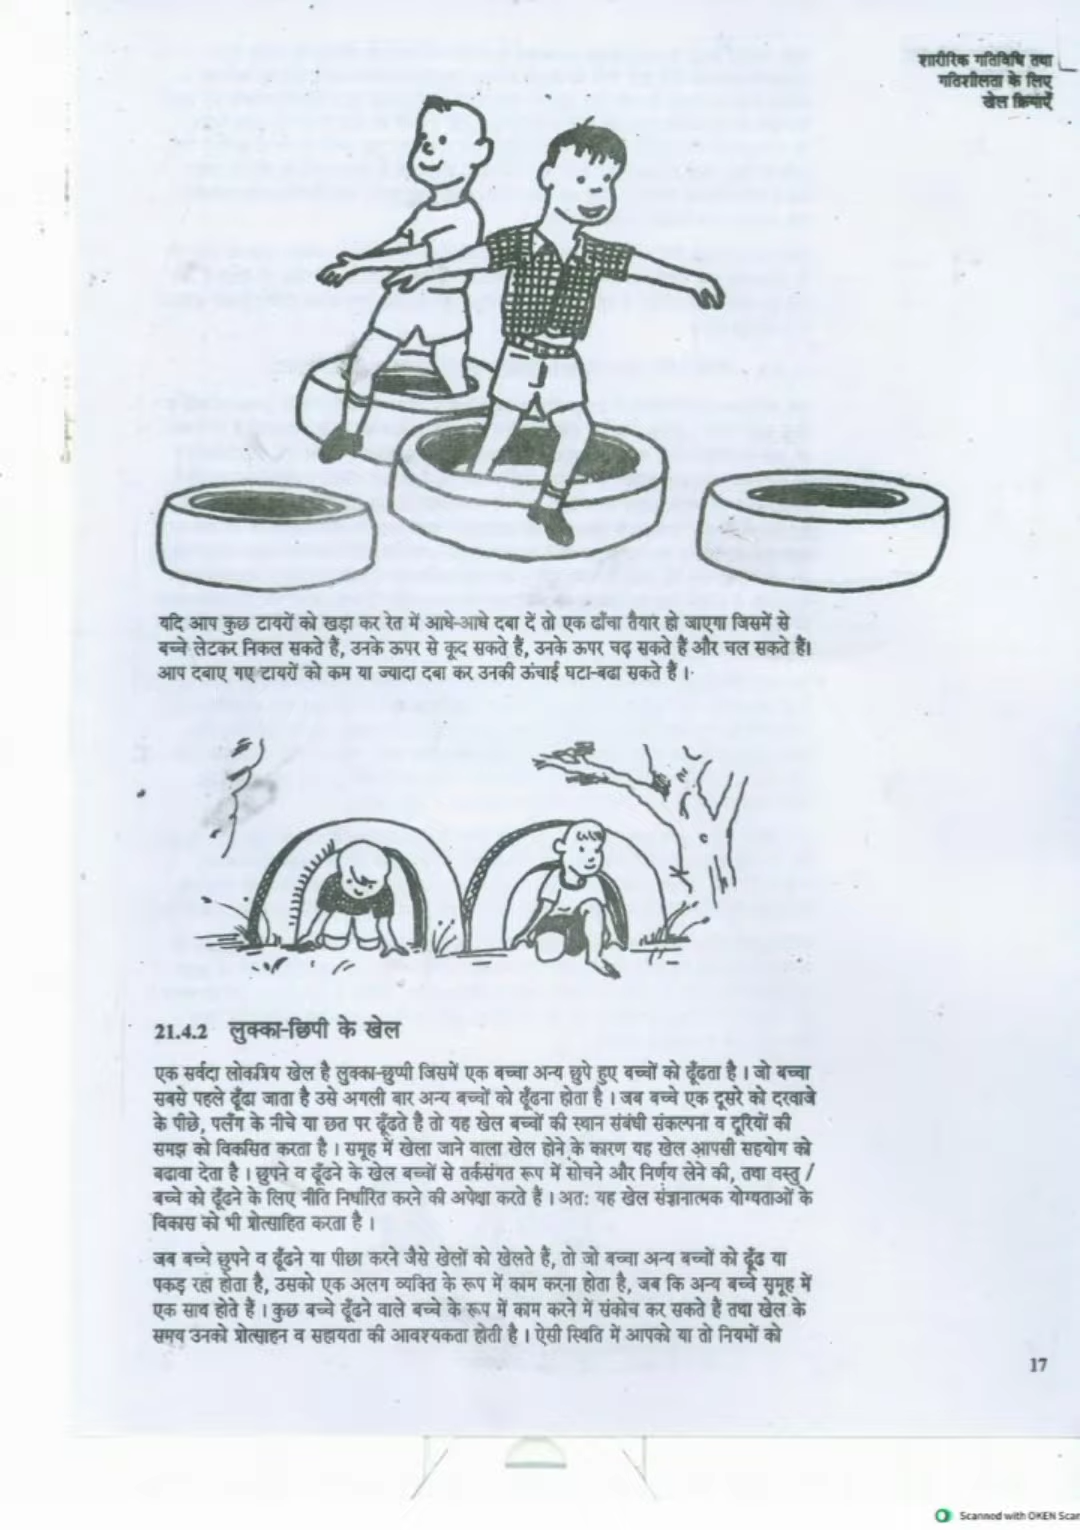 शारीरिक गतिविधि तथा
गतिशीलता के लिए
खेल क्रियाएँ
यदि आप कुछ टायरों को खड़ा कर रेत में आधे-आधे दबा दें तो एक ढाँचा तैयार हो जाएगा जिसमें से
बच्चे लेटकर निकल सकते हैं, उनके ऊपर से कूद सकते हैं, उनके ऊपर चढ़ सकते हैं और चल सकते हैं।
आप दबाए गए टायरों को कम या ज्यादा दबा कर उनकी ऊंचाई घटा-बढा सकते हैं ।
21.4.2 लुक्का-छिपी के खेल
एक सर्वदा लोकप्रिय खेल है लुक्का-छुप्पी जिसमें एक बच्चा अन्य छुपे हुए बच्चों को ढूँढता है । जो बच्चा
सबसे पहले ढूँढा जाता है उसे अगली बार अन्य बच्चों को ढूँढना होता है । जब बच्चे एक दूसरे को दरवाजे
के पीछे, पलँग के नीचे या छत पर ढूँढते है तो यह खेल बच्चों की स्थान संबंधी संकल्पना व दूरियों की
समझ को विकसित करता है । समूह में खेला जाने वाला खेल होने के कारण यह खेल आपसी सहयोग को
बढावा देता है । छुपने व ढूँढने के खेल बच्चों से तर्कसंगत रूप में सोचने और निर्णय लेने की, तथा वस्तु /
बच्चे को ढूँढने के लिए नीति निर्धारित करने की अपेक्षा करते हैं । अतः यह खेल संज्ञानात्मक योग्यताओं के
विकास को भी प्रोत्साहित करता है ।
जब बच्चे छुपने व ढूँढने या पीछा करने जैसे खेलों को खेलते हैं, तो जो बच्चा अन्य बच्चों को ढूँढ या
पकड़ रहा होता है, उसको एक अलग व्यक्ति के रूप में काम करना होता है, जब कि अन्य बच्चे समूह में
एक साथ होते हैं । कुछ बच्चे ढूँढने वाले बच्चे के रूप में काम करने में संकोच कर सकते हैं तथा खेल के
समय उनको प्रोत्साहन व सहायता की आवश्यकता होती है । ऐसी स्थिति में आपको या तो नियमों को
17
Scanned with OKEN Scan